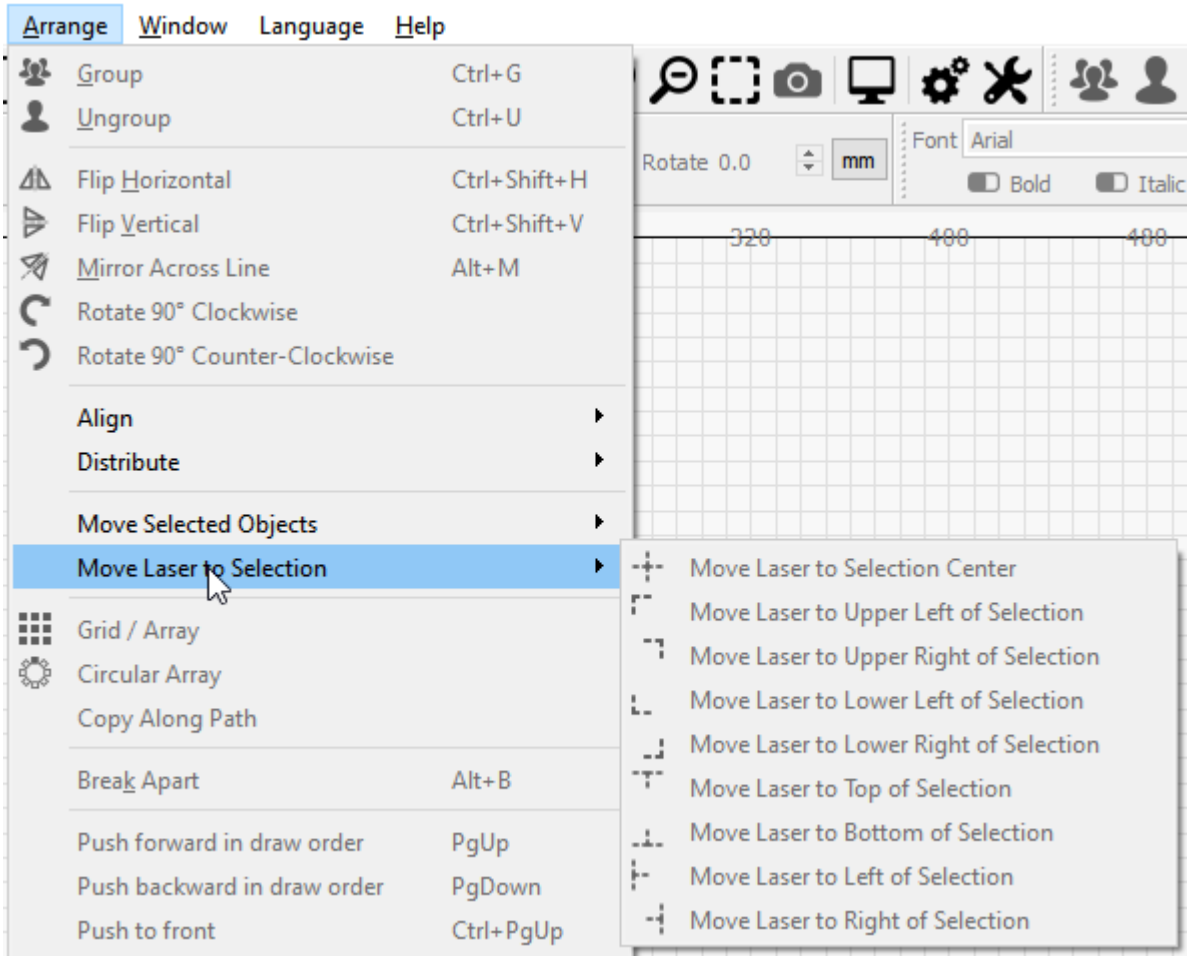 Arrange Window Language Help
Group Ctrl+G
Ungroup Ctrl+U
Flip Horizontal Ctrl+Shift+H
Flip Vertical Ctrl+Shift+V
Mirror Across Line Alt+M
Rotate 90° Clockwise
Rotate 90° Counter-Clockwise
Align
Distribute
Move Selected Objects
Move Laser to Selection
Grid / Array
Circular Array
Copy Along Path
Break Apart Alt+B
Push forward in draw order PgUp
Push backward in draw order PgDown
Push to front Ctrl+PgUp
Rotate 0.0 mm
Font Arial
Bold Italic
320 400 480
Move Laser to Selection Center
Move Laser to Upper Left of Selection
Move Laser to Upper Right of Selection
Move Laser to Lower Left of Selection
Move Laser to Lower Right of Selection
Move Laser to Top of Selection
Move Laser to Bottom of Selection
Move Laser to Left of Selection
Move Laser to Right of Selection